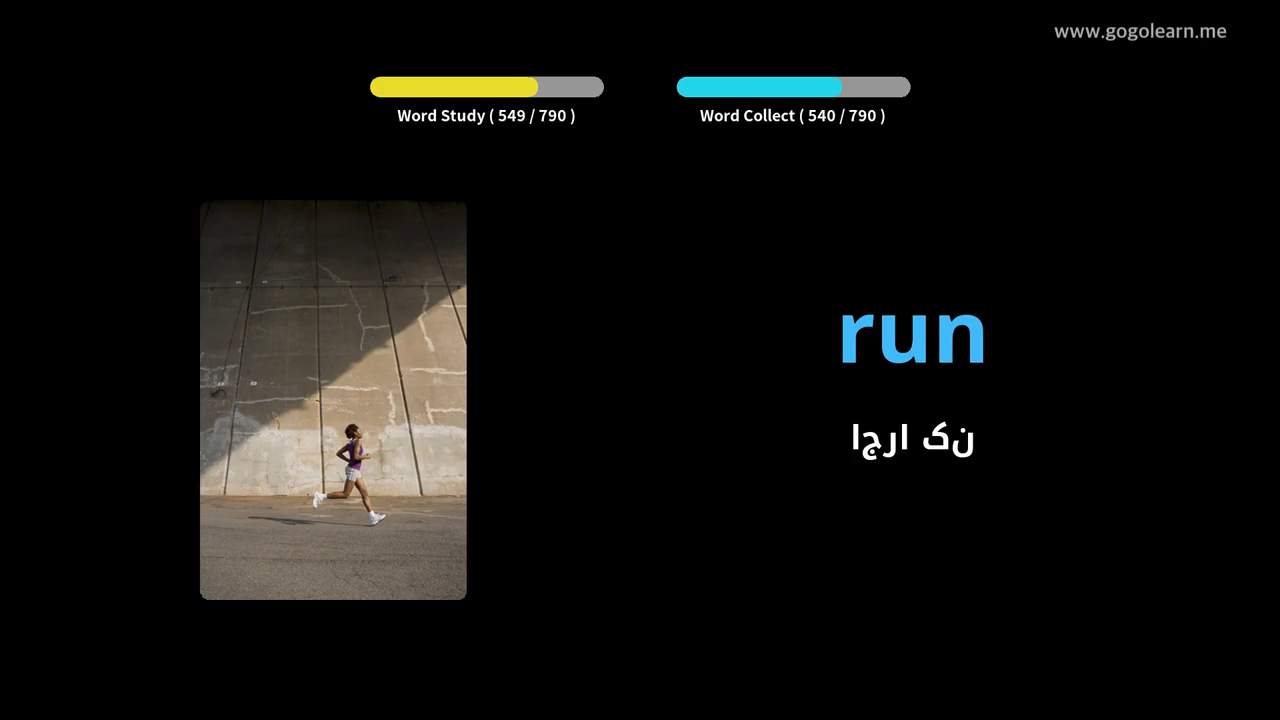 www.gogolearn.me
Word Study ( 549 / 790 )
Word Collect ( 540 / 790 )
run
اجرا کن